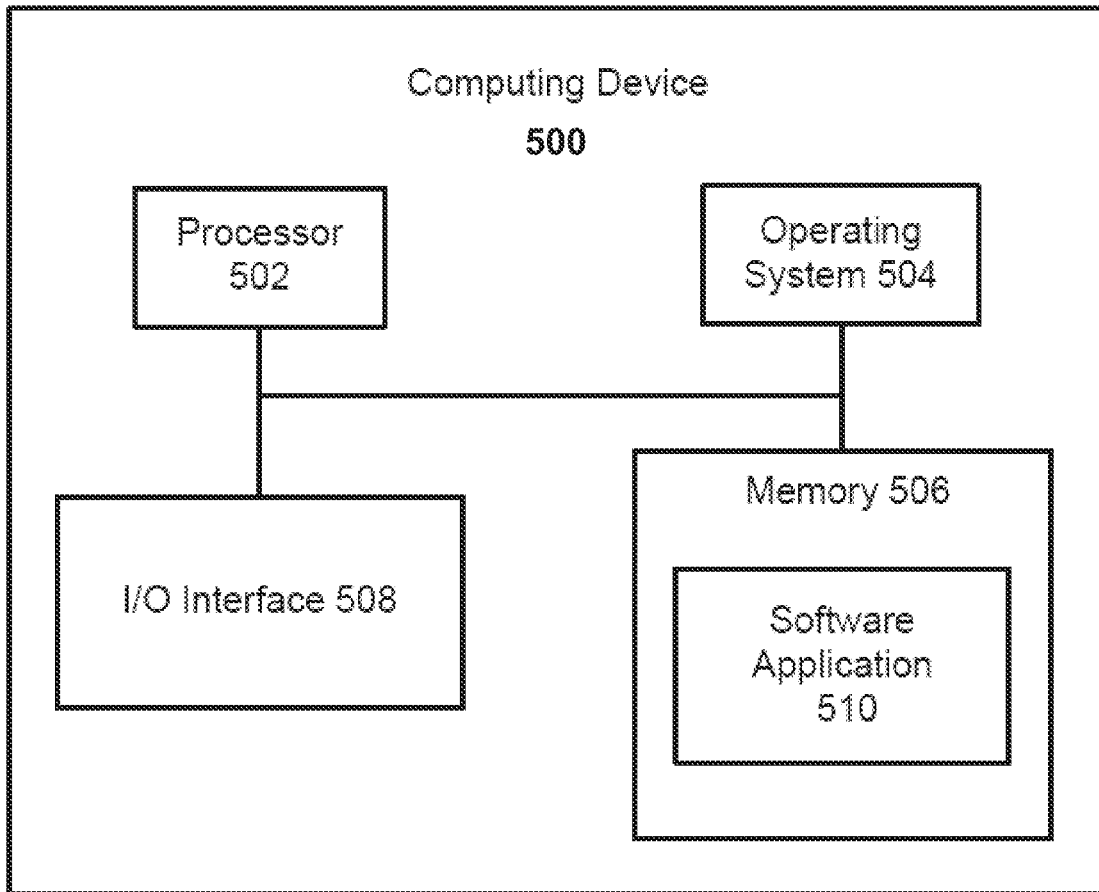 Computing Device
500
Processor
502
Operating
System 504
I/O Interface 508
Memory 506
Software
Application
510